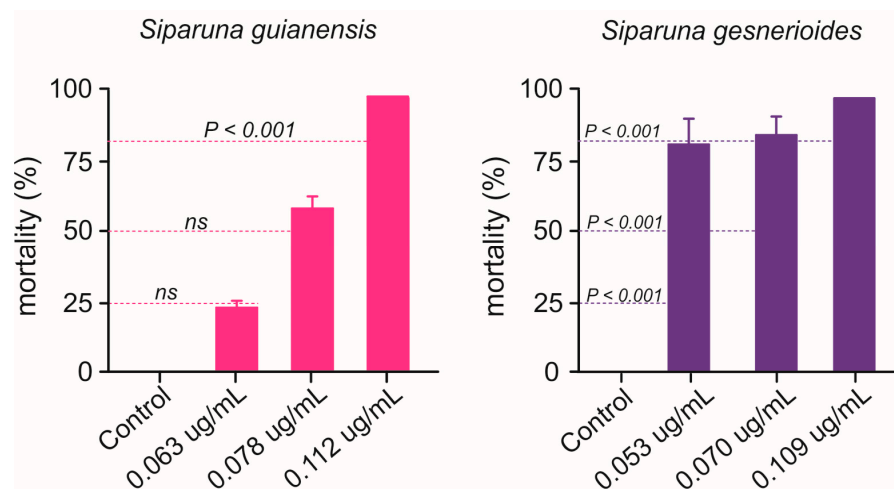 Siparuna guianensis
mortality (%)
100
75
50
25
0
P < 0.001
ns
ns
Control
0.063 ug/mL
0.078 ug/mL
0.112 ug/mL
Siparuna gesnerioides
mortality (%)
100
75
50
25
0
P < 0.001
P < 0.001
P < 0.001
Control
0.053 ug/mL
0.070 ug/mL
0.109 ug/mL